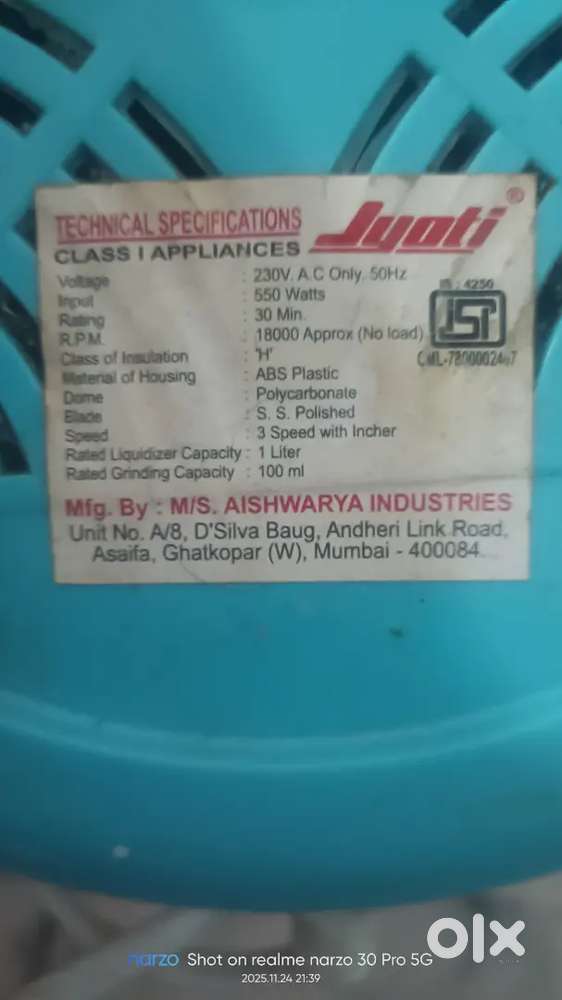 TECHNICAL SPECIFICATIONS
Jyoti®
CLASS I APPLIANCES
Voltage : 230V. A.C Only, 50Hz
IS : 4250
Input : 550 Watts
Rating : 30 Min.
R.P.M. : 18000 Approx (No load)
ISI
Class of Insulation : 'H'
Material of Housing : ABS Plastic
Dome : Polycarbonate
Blade : S. S. Polished
Speed : 3 Speed with Incher
Rated Liquidizer Capacity : 1 Liter
Rated Grinding Capacity : 100 ml
Mfg. By : M/S. AISHWARYA INDUSTRIES
Unit No. A/8, D'Silva Baug, Andheri Link Road,
Asalfa, Ghatkopar (W), Mumbai - 400084.
olx
narzo Shot on realme narzo 30 Pro 5G
2025.11.24 21:39